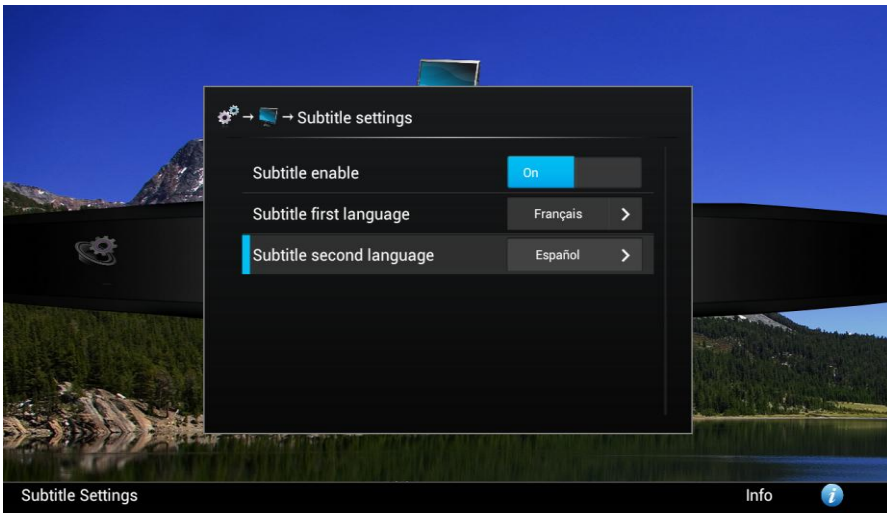 → → Subtitle settings
Subtitle enable On
Subtitle first language Français >
Subtitle second language Español >
Subtitle Settings Info i